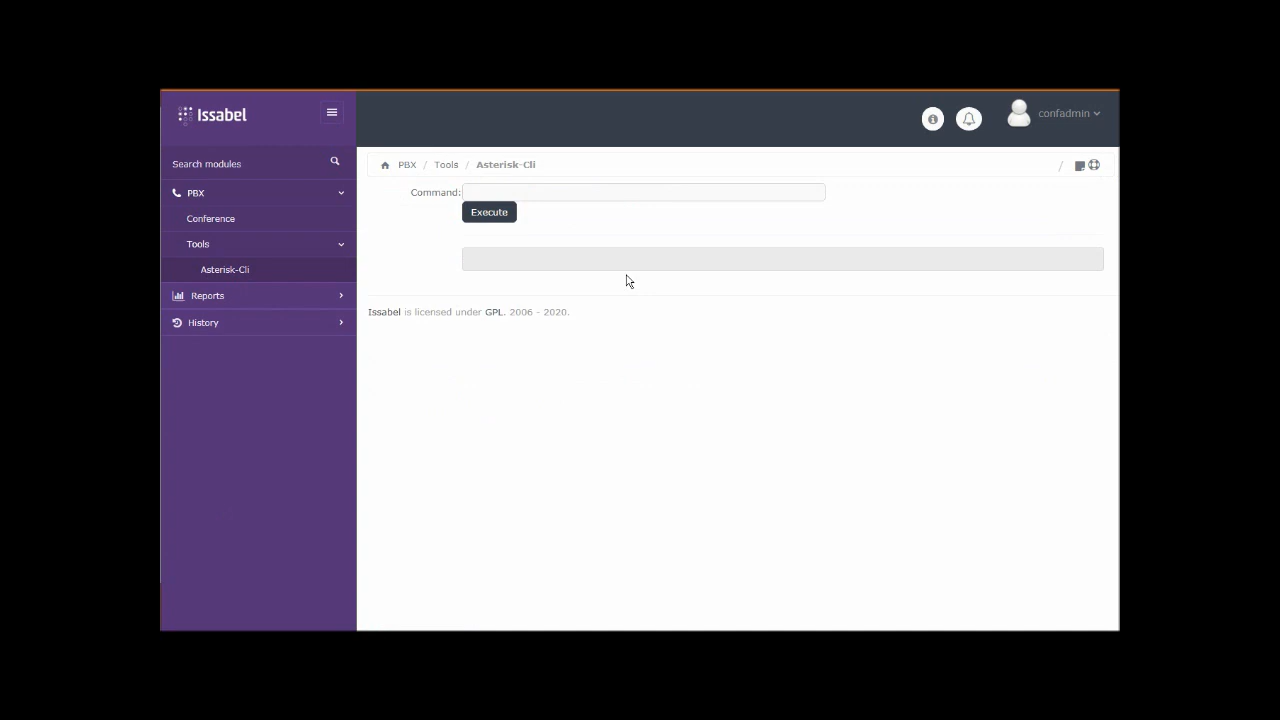 Issabel
confadmin
Search modules
PBX / Tools / Asterisk-Cli /
PBX
Command:
Execute
Conference
Tools
Asterisk-Cli
Reports
Issabel is licensed under GPL. 2006 - 2020.
History